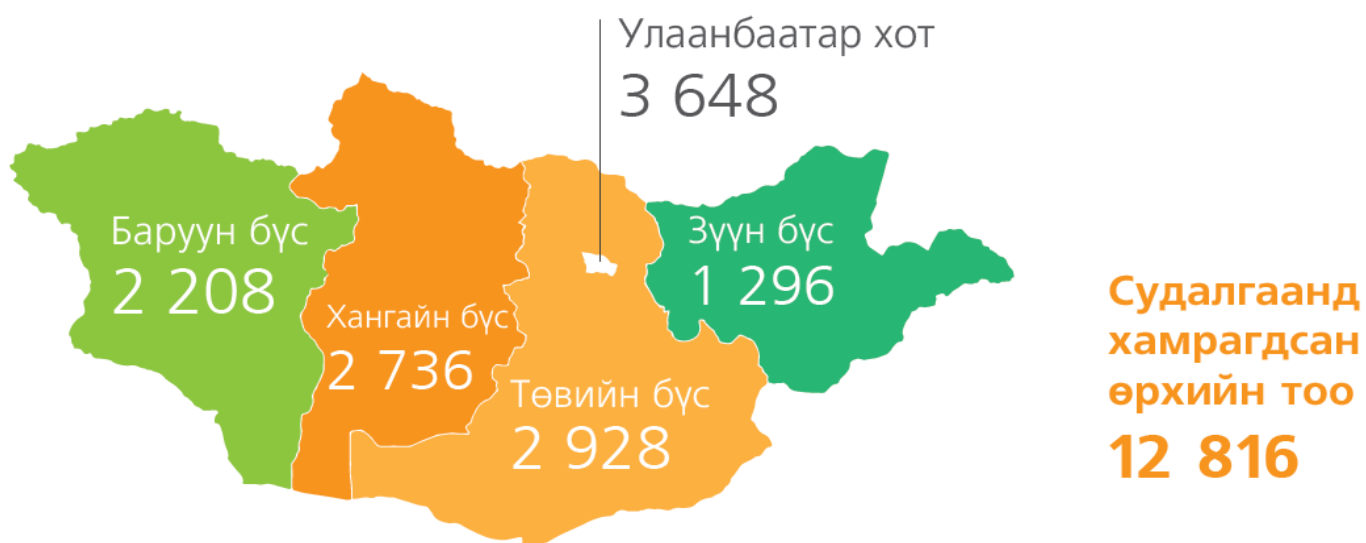 Улаанбаатар хот
3 648
Баруун бүс
2 208
Хангайн бүс
2 736
Төвийн бүс
2 928
Зүүн бүс
1 296
Судалгаанд
хамрагдсан
өрхийн тоо
12 816